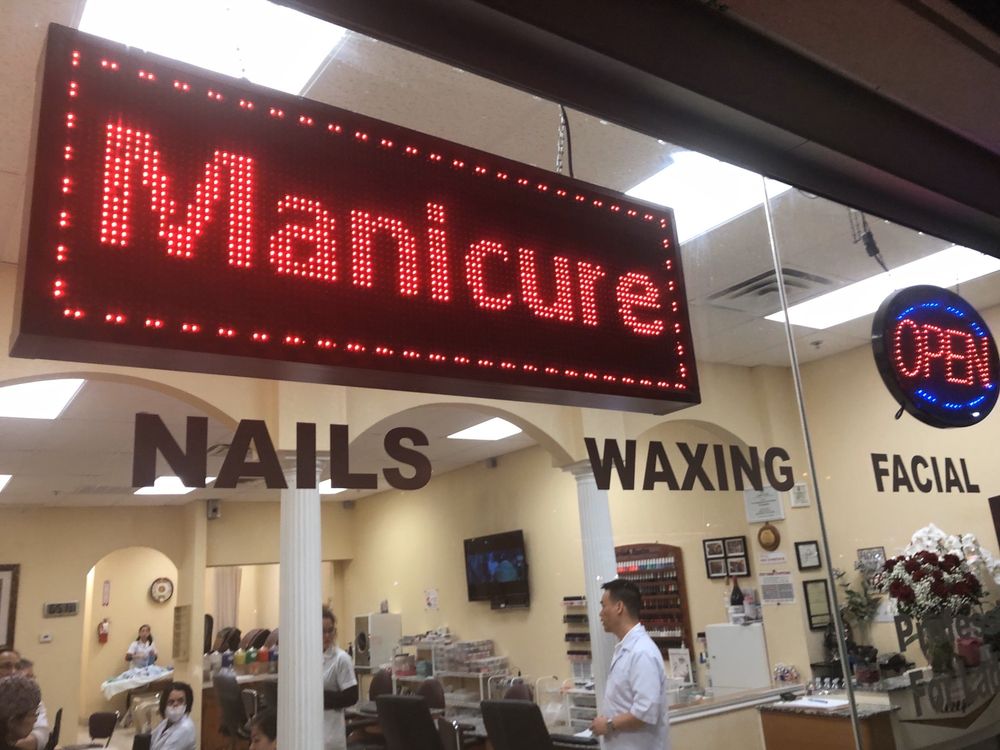 Manicure
OPEN
NAILS
WAXING
FACIAL